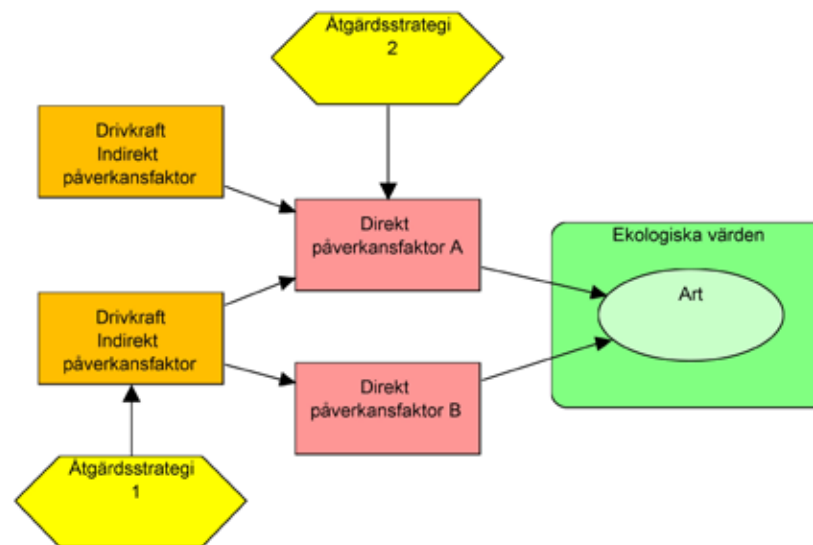 Åtgärdsstrategi
2
Drivkraft
Indirekt
påverkansfaktor
Direkt
påverkansfaktor A
Ekologiska värden
Art
Drivkraft
Indirekt
påverkansfaktor
Direkt
påverkansfaktor B
Åtgärdsstrategi
1